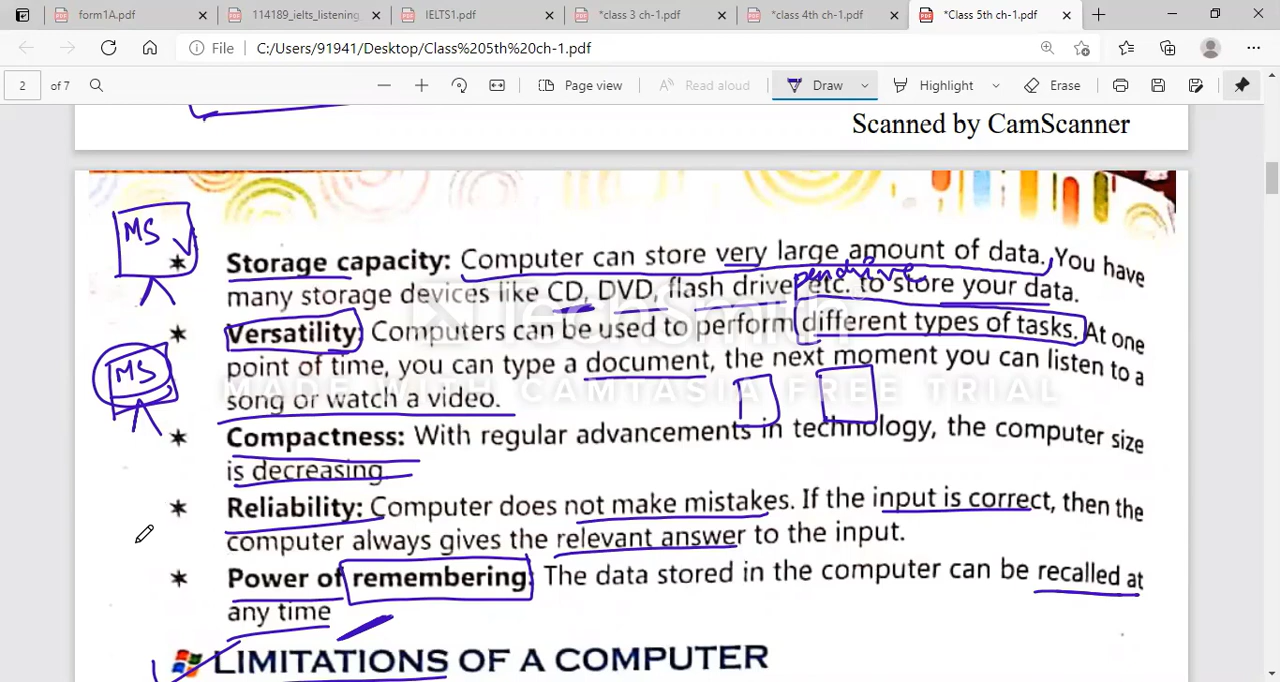 form1A.pdf
114189_ielts_listening
IELTS1.pdf
*class 3 ch-1.pdf
*class 4th ch-1.pdf
*Class 5th ch-1.pdf
File
C:/Users/91941/Desktop/Class%205th%20ch-1.pdf
2 of 7
Page view
Read aloud
Draw
Highlight
Erase
Scanned by CamScanner
MS
Storage capacity: Computer can store very large amount of data. You have
pendrive
many storage devices like CD, DVD, flash drive etc. to store your data.
TechSmith
Versatility: Computers can be used to perform different types of tasks. At one
MS
point of time, you can type a document, the next moment you can listen to a
MADE WITH CAMTASIA FREE TRIAL
song or watch a video.
Compactness: With regular advancements in technology, the computer size
is decreasing
Reliability: Computer does not make mistakes. If the input is correct, then the
computer always gives the relevant answer to the input.
Power of remembering: The data stored in the computer can be recalled at
any time
LIMITATIONS OF A COMPUTER